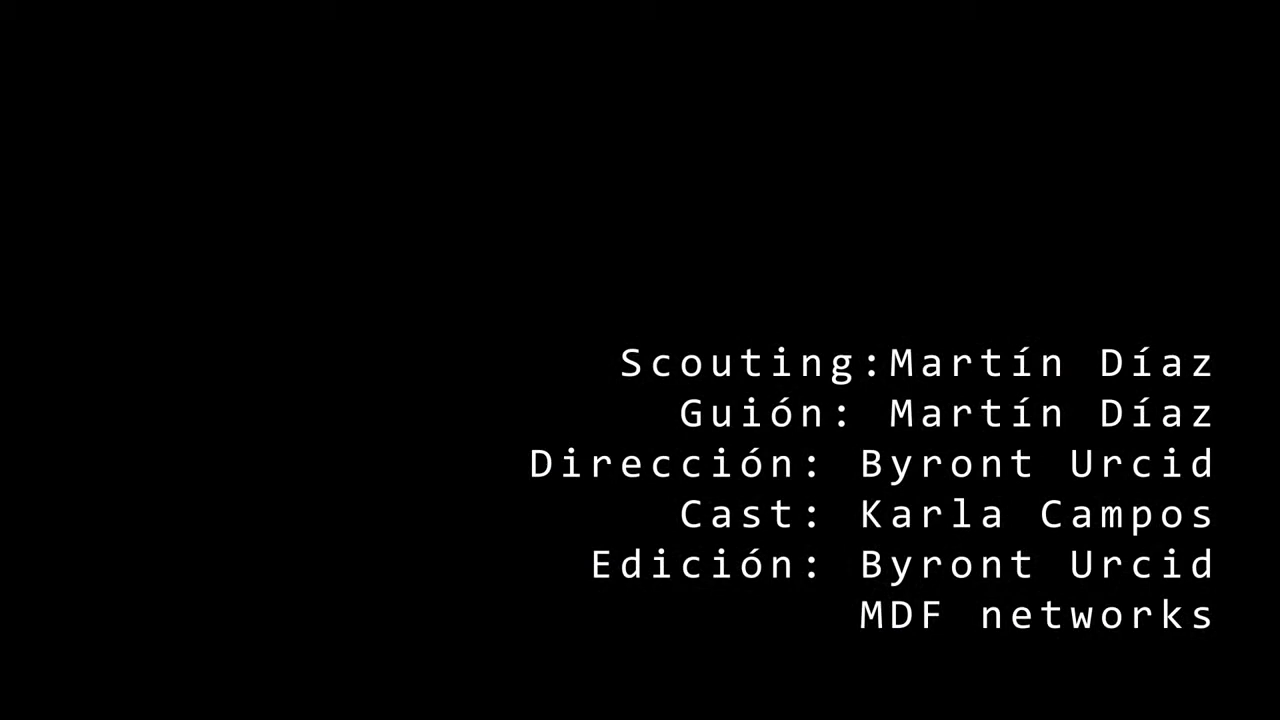 Scouting:Martín Díaz
Guión: Martín Díaz
Dirección: Byront Urcid
Cast: Karla Campos
Edición: Byront Urcid
MDF networks